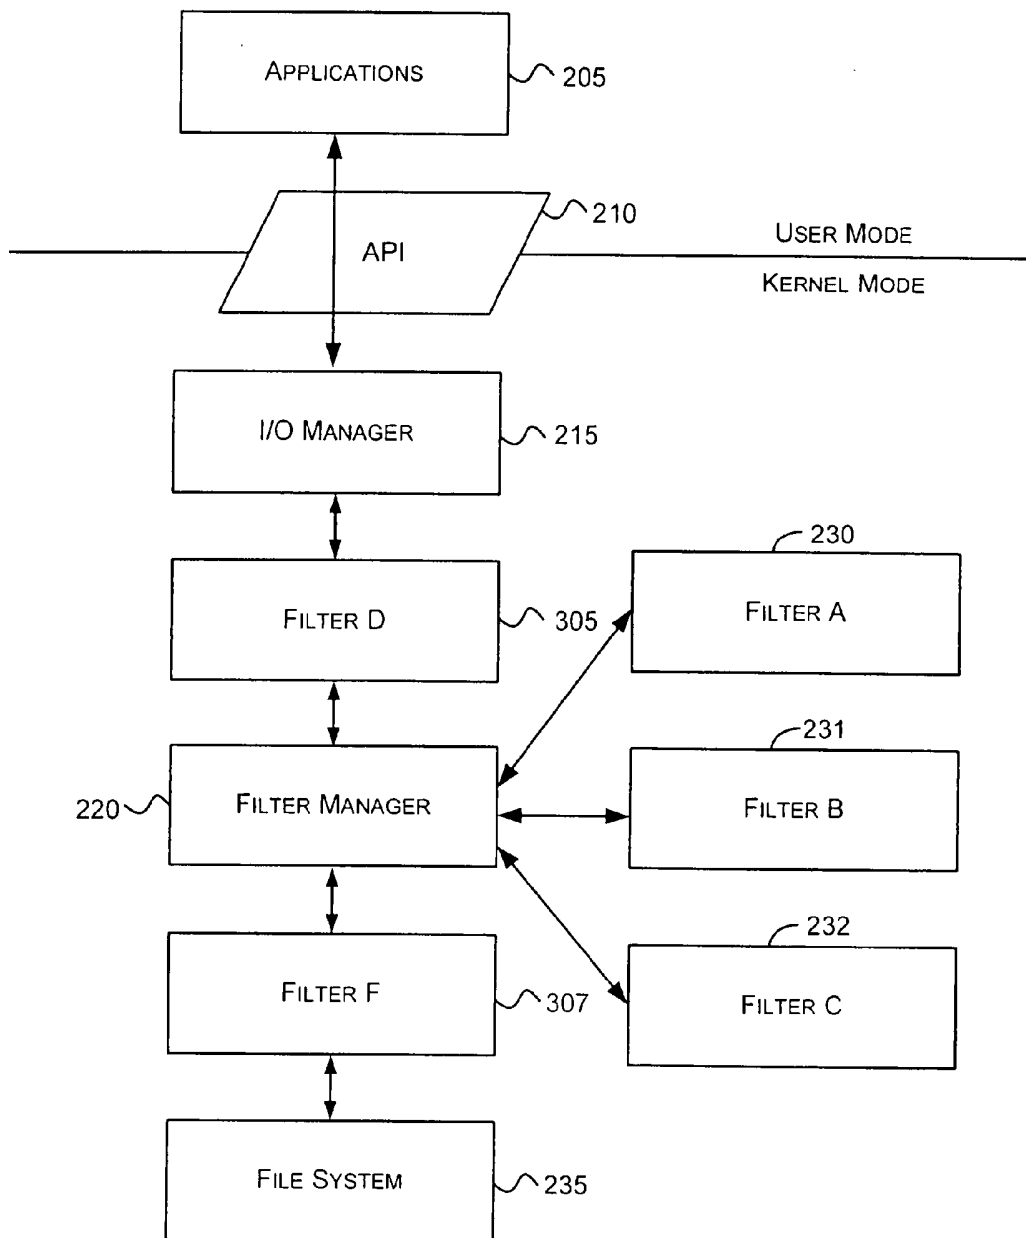 APPLICATIONS
205
210
API
USER MODE
KERNEL MODE
I/O MANAGER
215
230
FILTER D
305
FILTER A
231
220
FILTER MANAGER
FILTER B
232
FILTER F
307
FILTER C
FILE SYSTEM
235